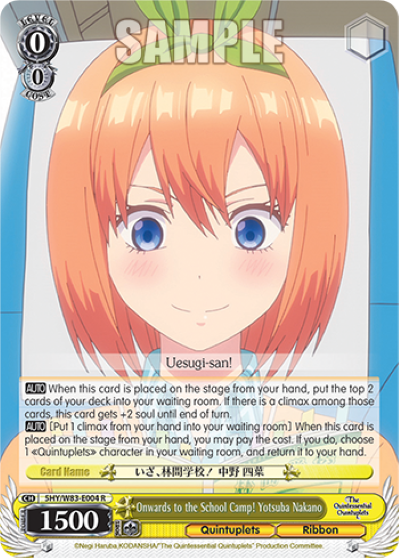 LEVEL
SAMPLE
0
0
COST
Uesugi-san!
AUTO When this card is placed on the stage from your hand, put the top 2
cards of your deck into your waiting room. If there is a climax among those
cards, this card gets +2 soul until end of turn.
AUTO [Put 1 climax from your hand into your waiting room] When this card is
placed on the stage from your hand, you may pay the cost. If you do, choose
1 «Quintuplets» character in your waiting room, and return it to your hand.
Card Name いざ、林間学校! 中野 四葉
CH 5HY/W83-E004 R
Onwards to the School Camp! Yotsuba Nakano
The Quintessential Quintuplets
1500
Quintuplets Ribbon
©Negi Haruba,KODANSHA/"The Quintessential Quintuplets" Production Committee